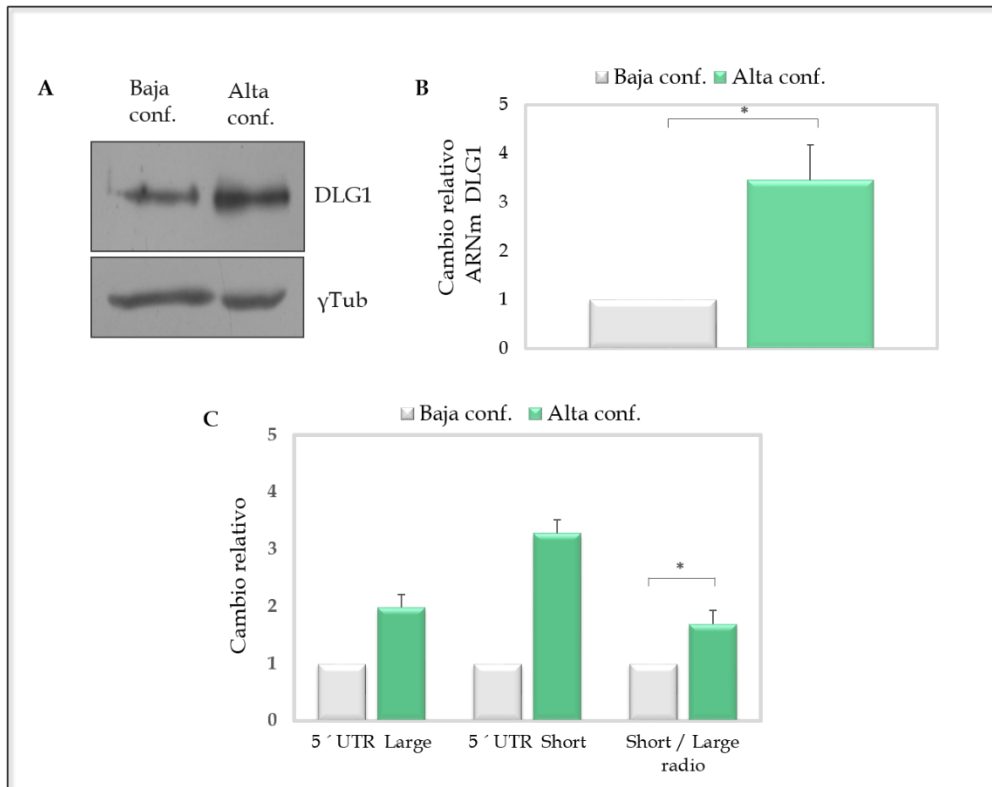 A
Baja
conf.
Alta
conf.
DLG1
γTub
B
Baja conf. Alta conf.
Cambio relativo
ARNm DLG1
5
4
3
2
1
0
*
C
Baja conf. Alta conf.
Cambio relativo
5
4
3
2
1
0
*
5 ´ UTR Large
5 ´ UTR Short
Short / Large
radio